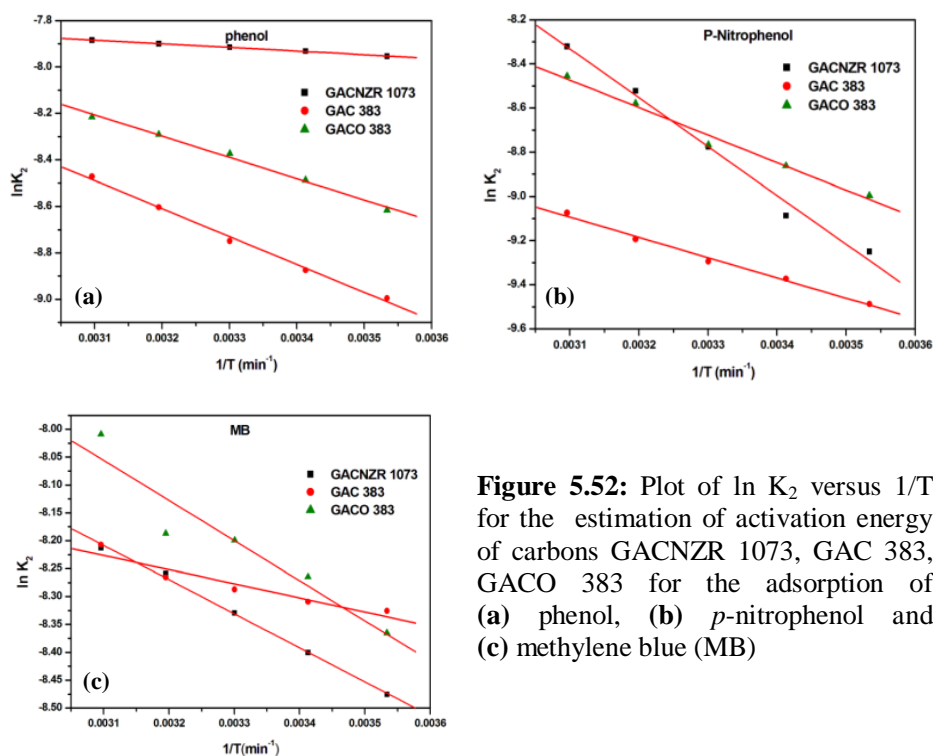 phenol
GACNZR 1073
GAC 383
GACO 383
lnK2
-7.8
-7.9
-8.2
-8.4
-8.6
-8.8
-9.0
0.0031
0.0032
0.0033
0.0034
0.0035
0.0036
1/T (min-1)
(a)
P-Nitrophenol
GACNZR 1073
GAC 383
GACO 383
ln K2
-8.2
-8.4
-8.6
-8.8
-9.0
-9.2
-9.4
-9.6
0.0031
0.0032
0.0033
0.0034
0.0035
0.0036
1/T (min-1)
(b)
MB
GACNZR 1073
GAC 383
GACO 383
ln K2
-8.00
-8.05
-8.10
-8.15
-8.20
-8.25
-8.30
-8.35
-8.40
-8.45
-8.50
0.0031
0.0032
0.0033
0.0034
0.0035
0.0036
1/T(min-1)
(c)
Figure 5.52: Plot of ln K2 versus 1/T
for the estimation of activation energy
of carbons GACNZR 1073, GAC 383,
GACO 383 for the adsorption of
(a) phenol, (b) p-nitrophenol and
(c) methylene blue (MB)